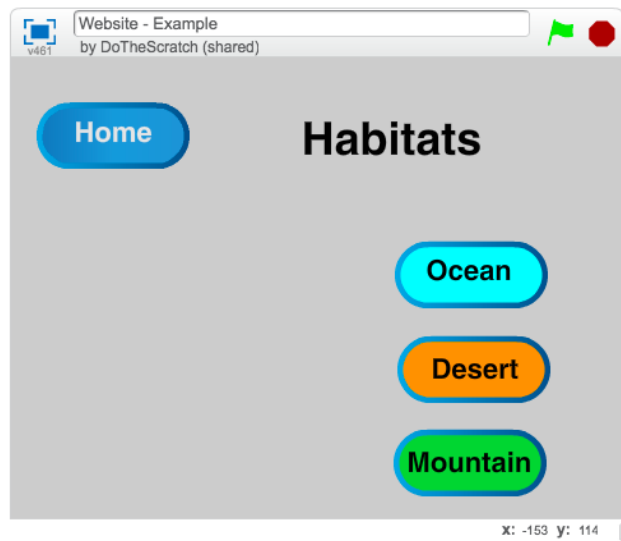 Website - Example
v461
by DoTheScratch (shared)
Home
Habitats
Ocean
Desert
Mountain
X: -153 y: 114